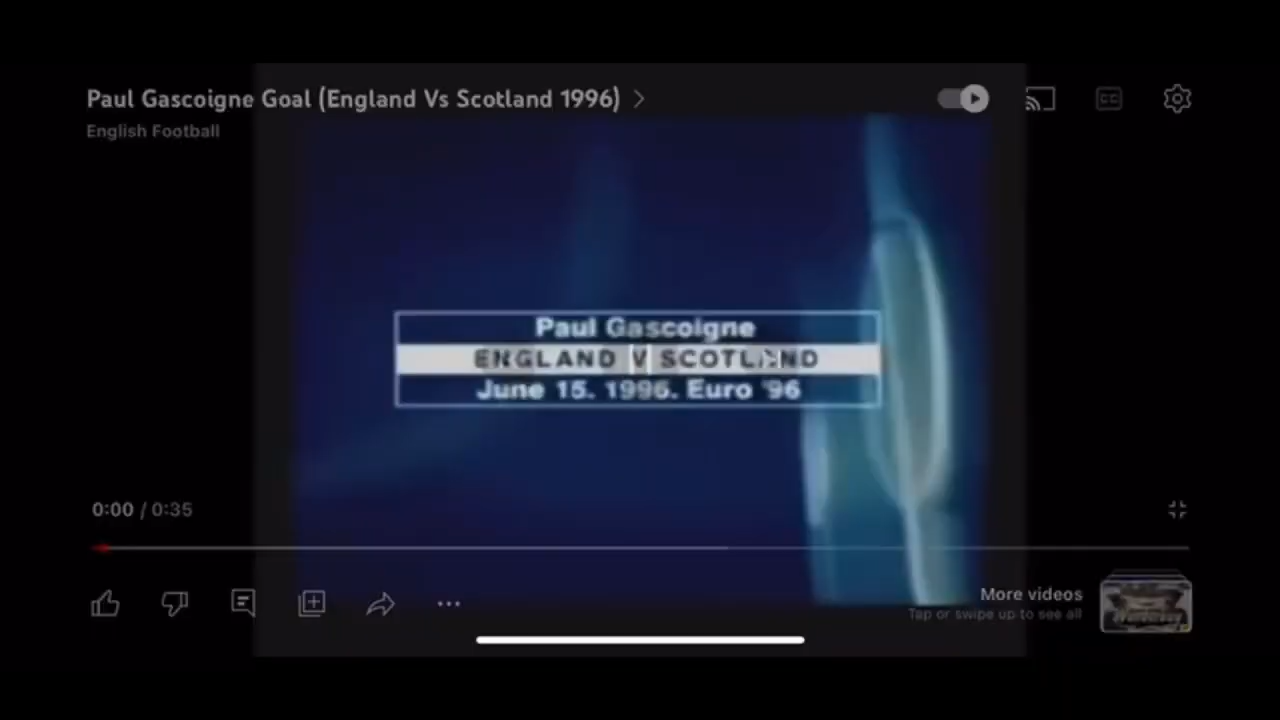 Paul Gascoigne Goal (England Vs Scotland 1996)
English Football
CC
Paul Gascoigne
ENGLAND V SCOTLAND
June 15. 1996. Euro '96
0:00 / 0:35
More videos
Tap or swipe up to see all